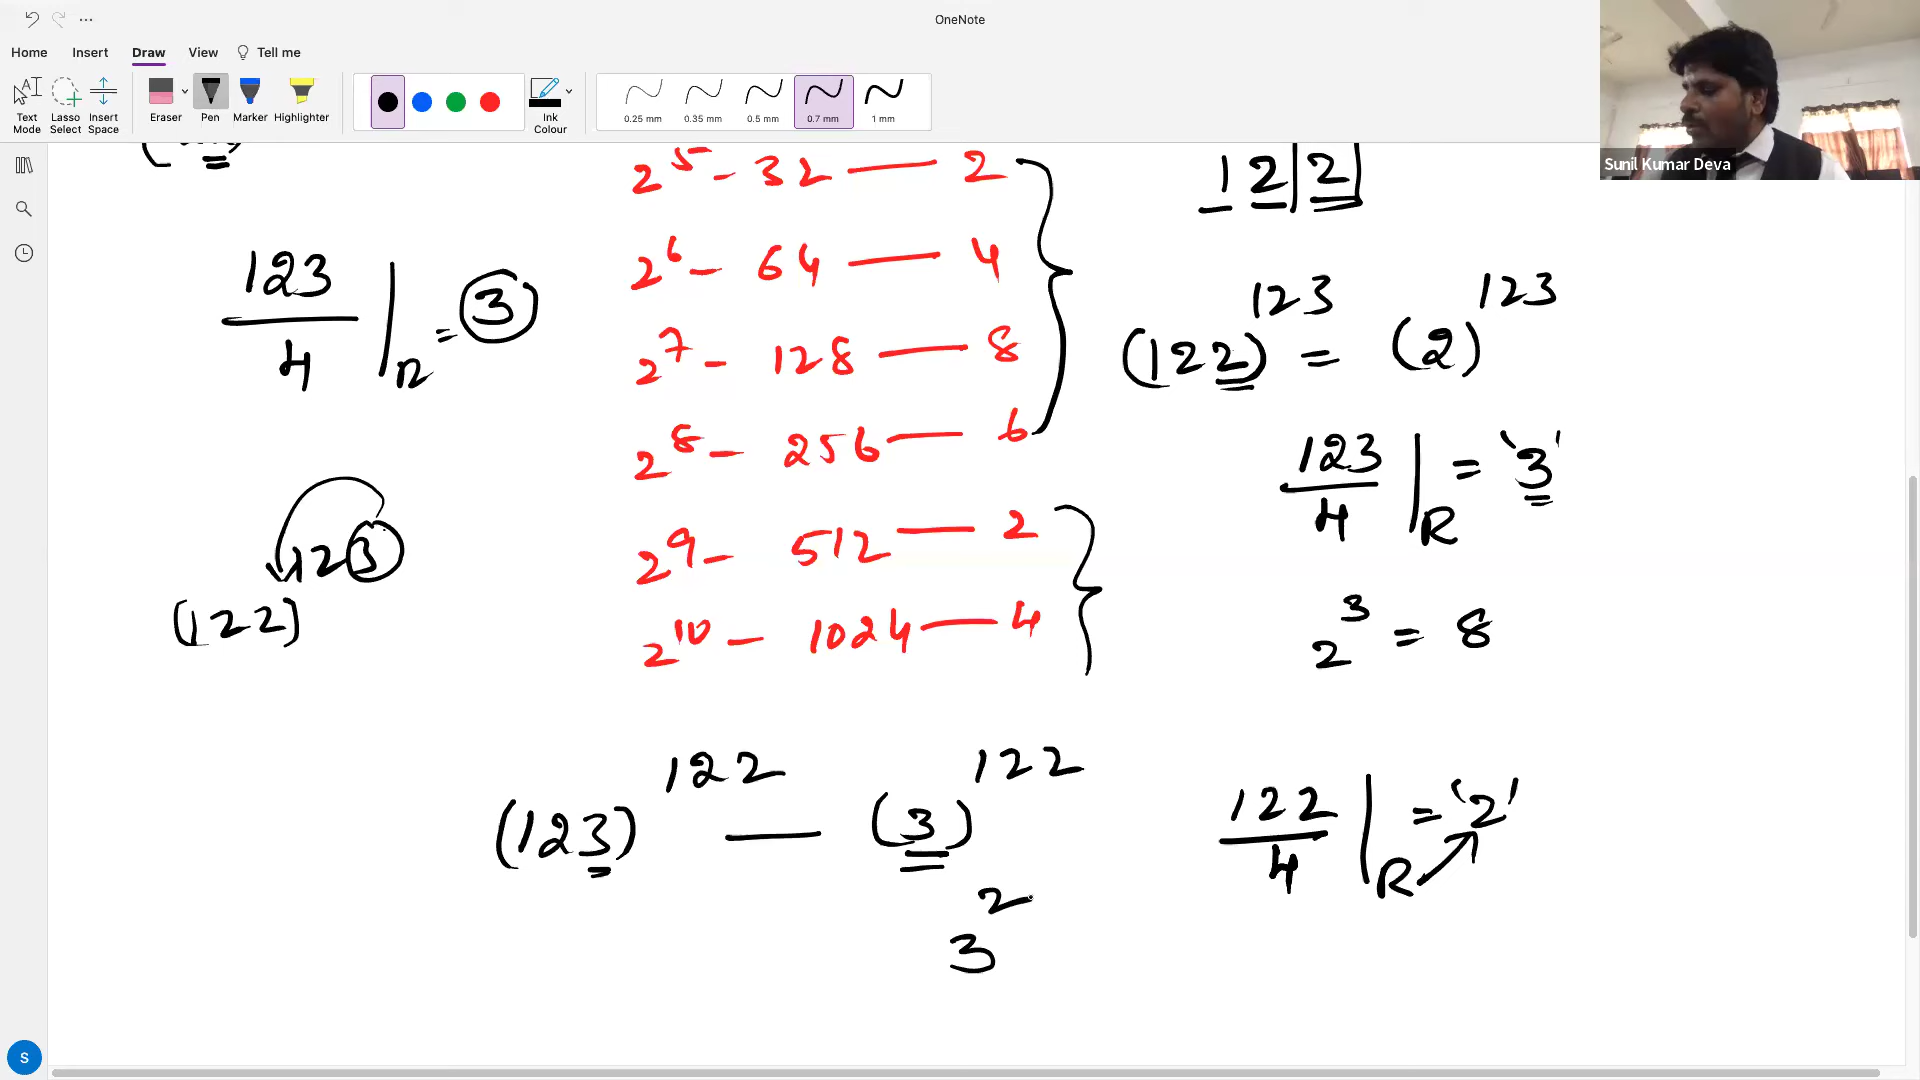 OneNote
Home Insert Draw View Tell me
Text Mode
Lasso Select
Insert Space
Eraser
Pen
Marker
Highlighter
Ink Colour
0.25 mm
0.35 mm
0.5 mm
0.7 mm
1 mm
Sunil Kumar Deva
123/4 |R = 3
(122)^123
2^5 - 32 — 2
2^6 - 64 — 4
2^7 - 128 — 8
2^8 - 256 — 6
2^9 - 512 — 2
2^10 - 1024 — 4
12|2|
(122)^123 = (2)^123
123/4 |R = '3'
2^3 = 8
(123)^122 — (3)^122
3^2
122/4 |R = '2'
S